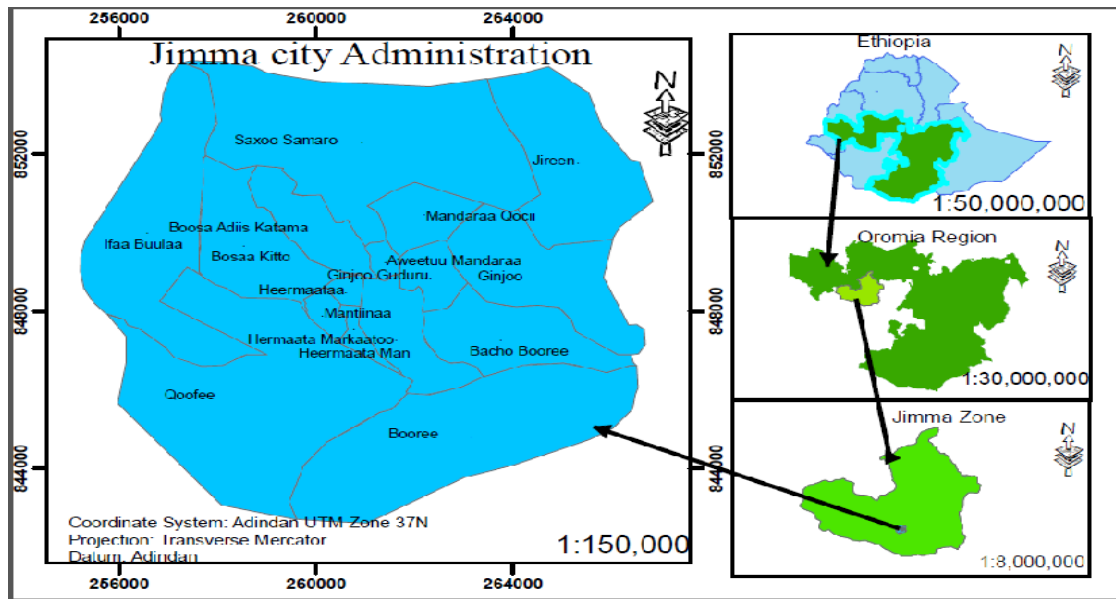 256000 260000 264000
Jimma city Administration
N
852000
852000
Saxoo Samaro
Jireen
Mandaraa Qocii
Boosa Adiis Katama
Ifaa Buulaa
Bosaa Kitto
Aweetuu Mandaraa
Ginjoo Guduru
Ginjoo
Heermaataa
848000
848000
Mantiinaa
Hermaata Markaatoo
Heermaata Man
Bacho Booree
Qoofee
Booree
844000
844000
Coordinate System: Adindan UTM Zone 37N
Projection: Transverse Mercator
Datum: Adindan
1:150,000
256000 260000 264000
Ethiopia
N
1:50,000,000
Oromia Region
N
1:30,000,000
Jimma Zone
N
1:8,000,000